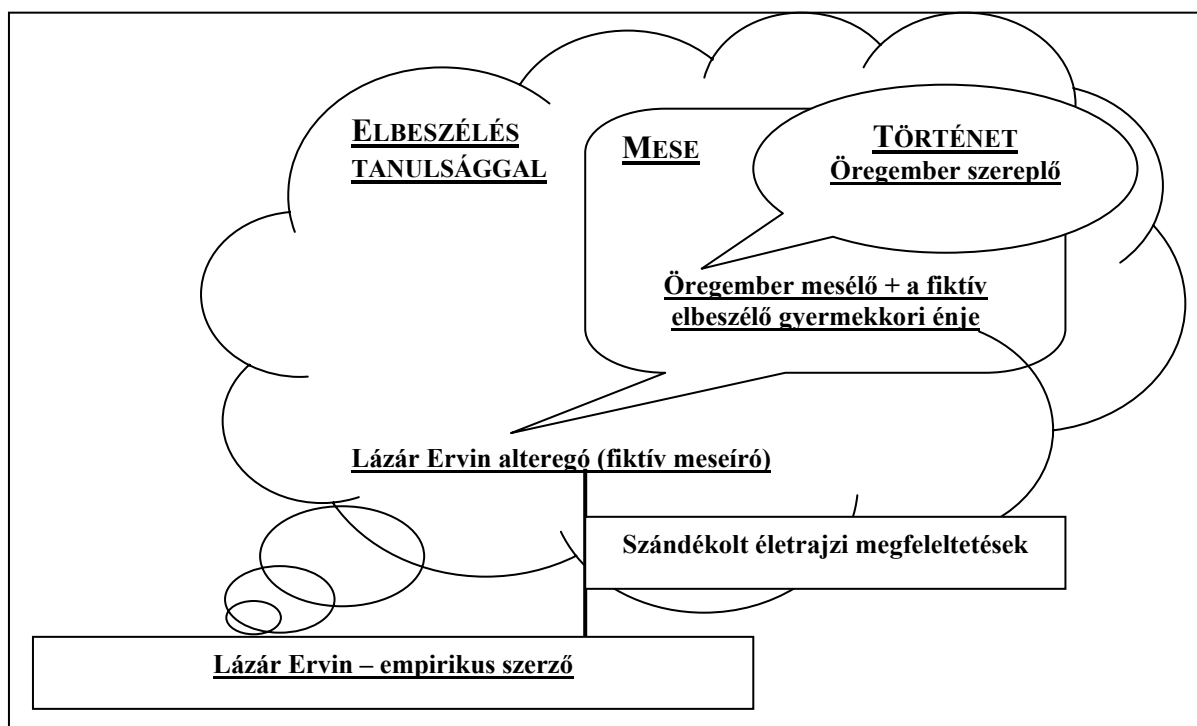 ELBESZÉLÉS
TANULSÁGGAL
MESE
TÖRTÉNET
Öregember szereplő
Öregember mesélő + a fiktív
elbeszélő gyermekkori énje
Lázár Ervin alteregó (fiktív meseíró)
Szándékolt életrajzi megfeleltetések
Lázár Ervin – empirikus szerző